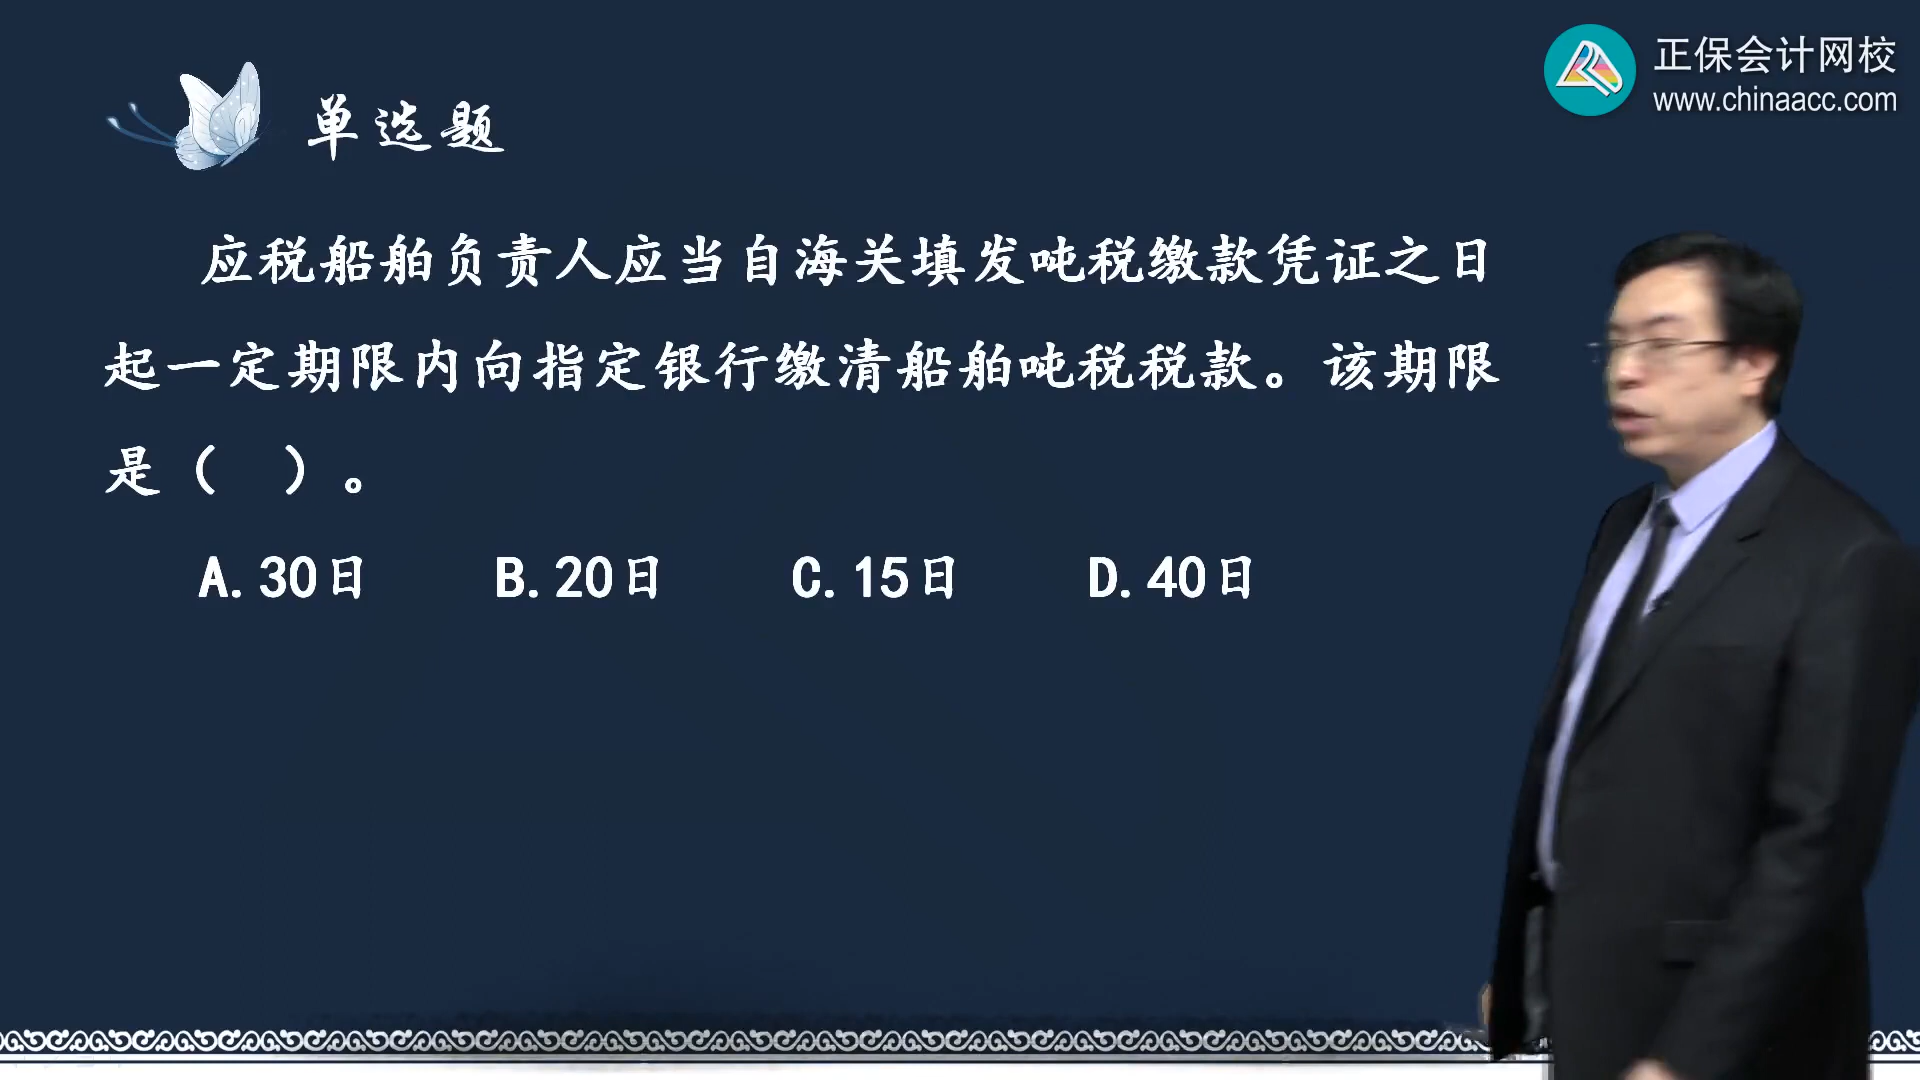 正保会计网校
www.chinaacc.com
单选题
应税船舶负责人应当自海关填发吨税缴款凭证之日
起一定期限内向指定银行缴清船舶吨税税款。该期限
是（ ）。
A.30日 B.20日 C.15日 D.40日